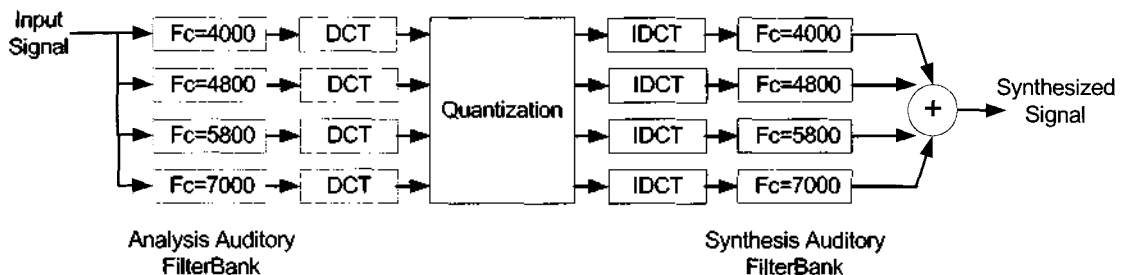 Input
Signal
Fc=4000 DCT IDCT Fc=4000
Fc=4800 DCT IDCT Fc=4800
Quantization
+
Synthesized
Signal
Fc=5800 DCT IDCT Fc=5800
Fc=7000 DCT IDCT Fc=7000
Analysis Auditory
FilterBank
Synthesis Auditory
FilterBank